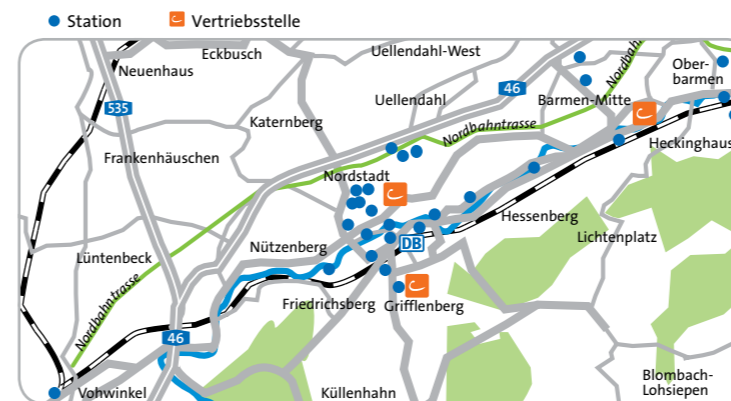 Station
Vertriebsstelle
Eckbusch
Uellendahl-West
Neuenhaus
Ober-
barmen
46
Uellendahl
Barmen-Mitte
Nordbahn
535
Katernberg
Nordbahntrasse
Heckinghaus
Frankenhäuschen
Nordstadt
Hessenberg
Lichtenplatz
Nützenberg
DB
Lüntenbeck
Nordbahntrasse
Friedrichsberg
Grifflenberg
46
Blombach-
Lohsiepen
Vohwinkel
Küllenhahn